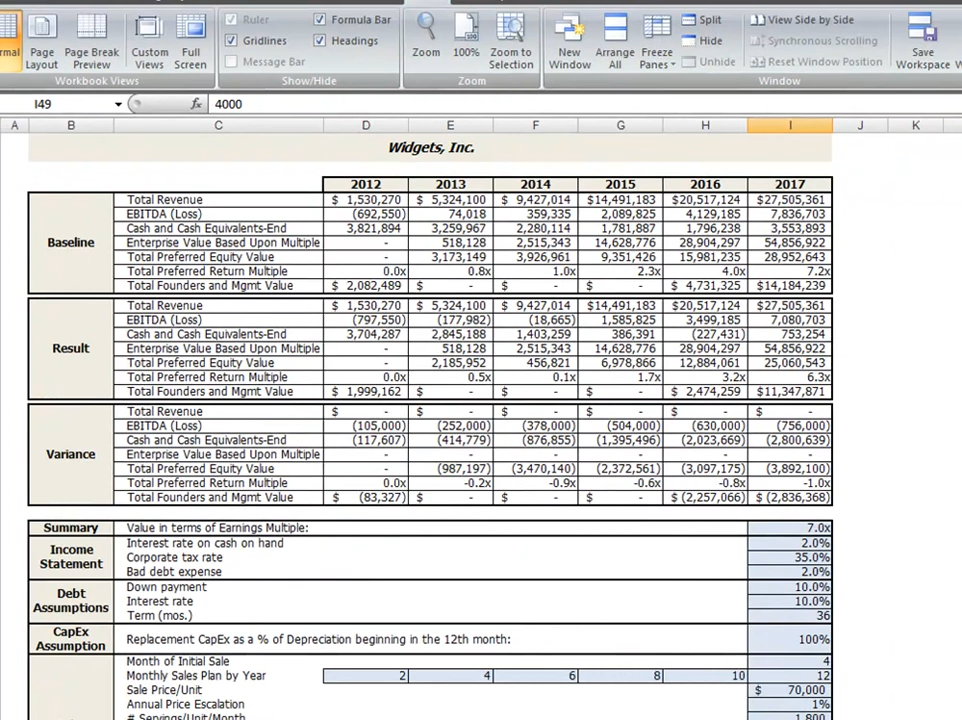 Ruler Formula Bar Split View Side by Side
Gridlines Headings Hide Synchronous Scrolling
Message Bar Unhide Reset Window Position
Page Layout Page Break Preview Custom Views Full Screen Zoom 100% Zoom to Selection New Window Arrange All Freeze Panes Save Workspace
Workbook Views Show/Hide Zoom Window
I49 fx 4000
A B C D E F G H I J K
Widgets, Inc.
2012 2013 2014 2015 2016 2017
Baseline
Total Revenue $ 1,530,270 $ 5,324,100 $ 9,427,014 $14,491,183 $20,517,124 $27,505,361
EBITDA (Loss) (692,550) 74,018 359,335 2,089,825 4,129,185 7,836,703
Cash and Cash Equivalents-End 3,821,894 3,259,967 2,280,114 1,781,887 1,796,238 3,553,893
Enterprise Value Based Upon Multiple - 518,128 2,515,343 14,628,776 28,904,297 54,856,922
Total Preferred Equity Value - 3,173,149 3,926,961 9,351,426 15,981,235 28,952,643
Total Preferred Return Multiple 0.0x 0.8x 1.0x 2.3x 4.0x 7.2x
Total Founders and Mgmt Value $ 2,082,489 $ - $ - $ - $ 4,731,325 $14,184,239
Result
Total Revenue $ 1,530,270 $ 5,324,100 $ 9,427,014 $14,491,183 $20,517,124 $27,505,361
EBITDA (Loss) (797,550) (177,982) (18,665) 1,585,825 3,499,185 7,080,703
Cash and Cash Equivalents-End 3,704,287 2,845,188 1,403,259 386,391 (227,431) 753,254
Enterprise Value Based Upon Multiple - 518,128 2,515,343 14,628,776 28,904,297 54,856,922
Total Preferred Equity Value - 2,185,952 456,821 6,978,866 12,884,061 25,060,543
Total Preferred Return Multiple 0.0x 0.5x 0.1x 1.7x 3.2x 6.3x
Total Founders and Mgmt Value $ 1,999,162 $ - $ - $ - $ 2,474,259 $11,347,871
Variance
Total Revenue $ - $ - $ - $ - $ - $ -
EBITDA (Loss) (105,000) (252,000) (378,000) (504,000) (630,000) (756,000)
Cash and Cash Equivalents-End (117,607) (414,779) (876,855) (1,395,496) (2,023,669) (2,800,639)
Enterprise Value Based Upon Multiple - - - - - -
Total Preferred Equity Value - (987,197) (3,470,140) (2,372,561) (3,097,175) (3,892,100)
Total Preferred Return Multiple 0.0x -0.2x -0.9x -0.6x -0.8x -1.0x
Total Founders and Mgmt Value $ (83,327) $ - $ - $ - $ (2,257,066) $ (2,836,368)
Summary Value in terms of Earnings Multiple: 7.0x
Income Statement
Interest rate on cash on hand 2.0%
Corporate tax rate 35.0%
Bad debt expense 2.0%
Debt Assumptions
Down payment 10.0%
Interest rate 10.0%
Term (mos.) 36
CapEx Assumption
Replacement CapEx as a % of Depreciation beginning in the 12th month: 100%
Month of Initial Sale 4
Monthly Sales Plan by Year 2 4 6 8 10 12
Sale Price/Unit $ 70,000
Annual Price Escalation 1%
# Servings/Unit/Month 1,800